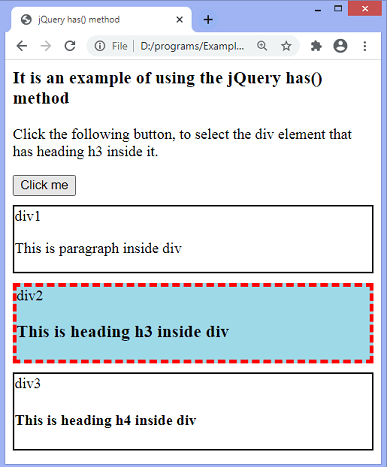 jQuery has() method
File | D:/programs/Exampl...
It is an example of using the jQuery has()
method
Click the following button, to select the div element that
has heading h3 inside it.
Click me
div1
This is paragraph inside div
div2
This is heading h3 inside div
div3
This is heading h4 inside div